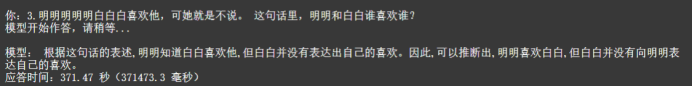 你：3.明明明明明白白白喜欢他，可她就是不说。 这句话里，明明和白白谁喜欢谁？
模型开始作答，请稍等...
模型： 根据这句话的表述,明明知道白白喜欢他,但白白并没有表达出自己的喜欢。因此,可以推断出,明明喜欢白白,但白白并没有向明明表
达自己的喜欢。
应答时间：371.47 秒（371473.3 毫秒）